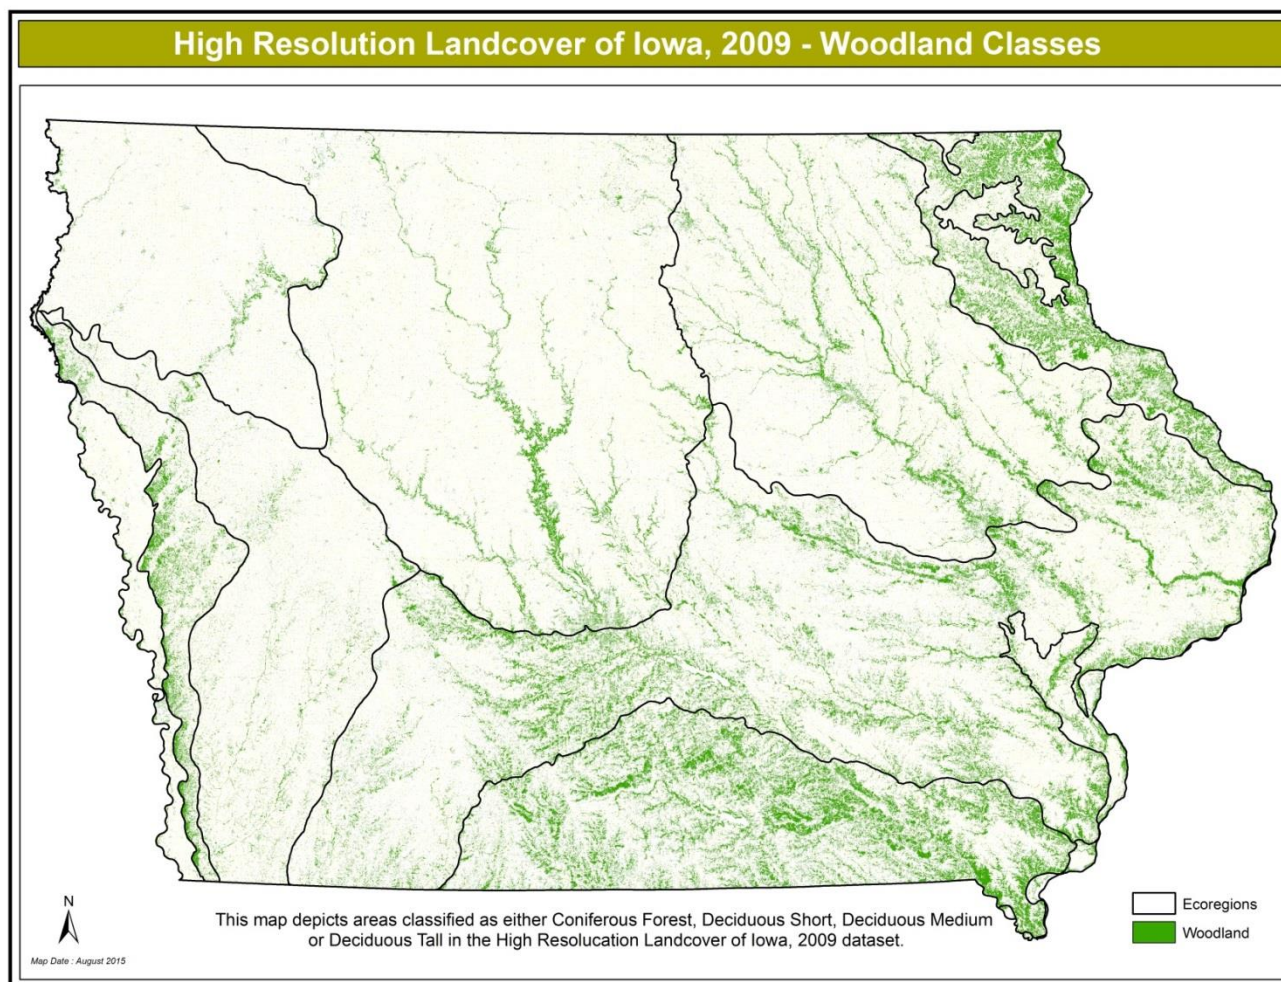 High Resolution Landcover of Iowa, 2009 - Woodland Classes
N
Map Date : August 2015
This map depicts areas classified as either Coniferous Forest, Deciduous Short, Deciduous Medium
or Deciduous Tall in the High Resolucation Landcover of Iowa, 2009 dataset.
Ecoregions
Woodland